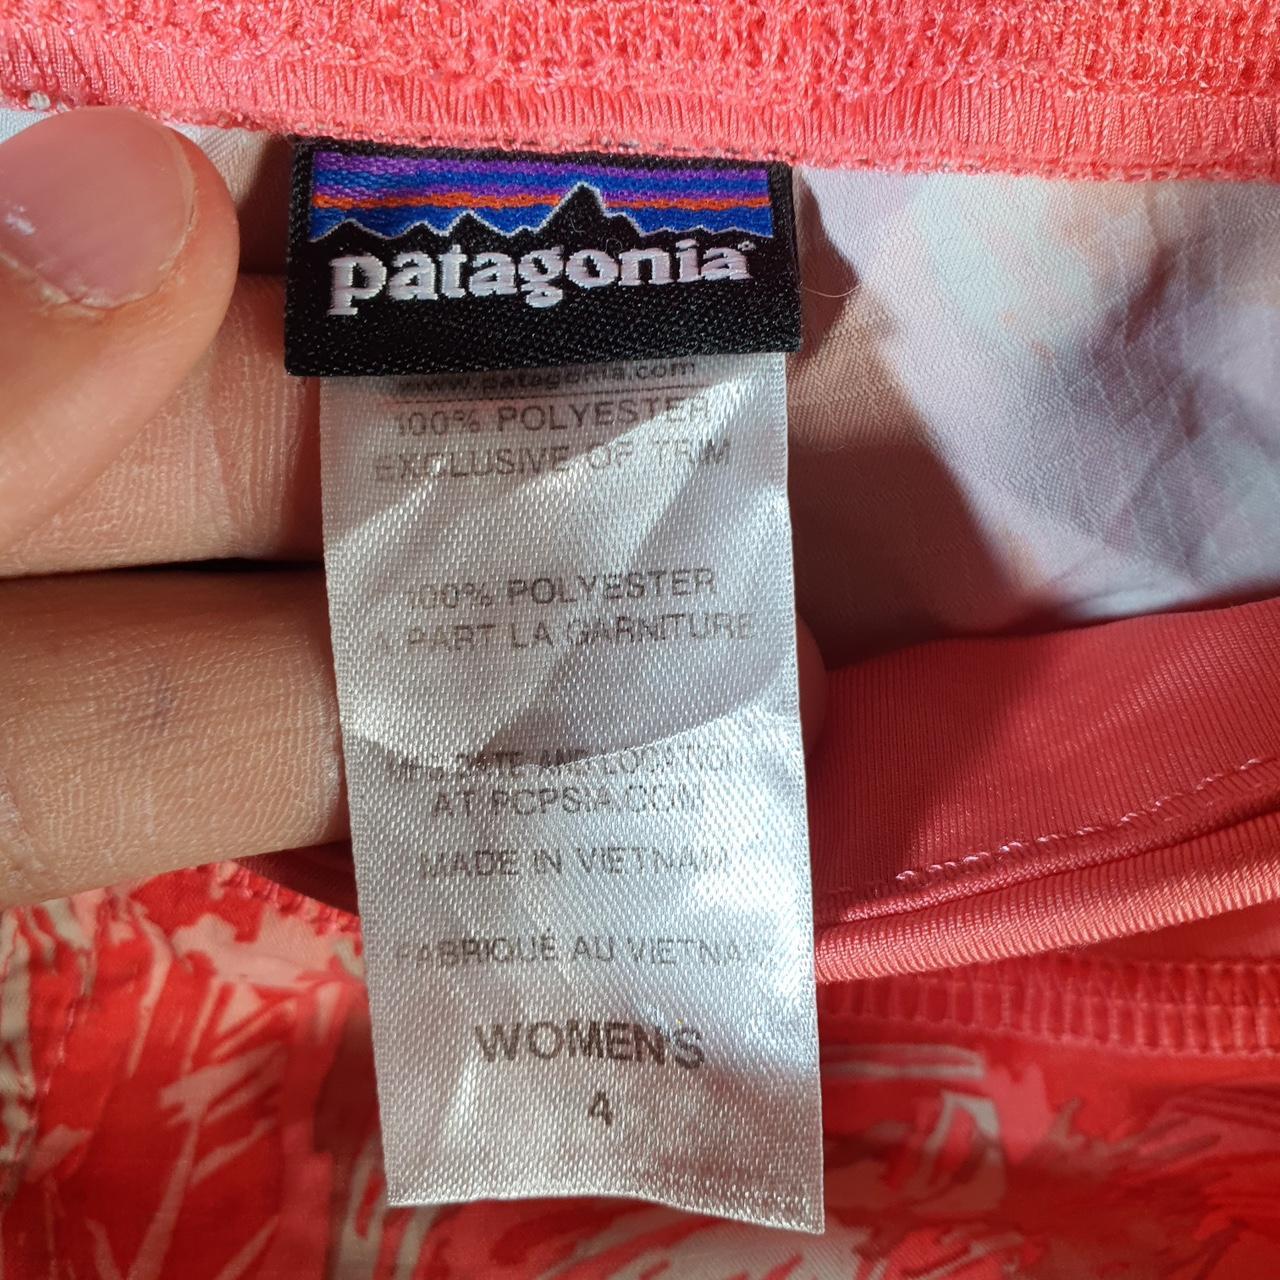 patagonia®
www.patagonia.com
100% POLYESTER
EXCLUSIVE OF TRIM
100% POLYESTER
À PART LA GARNITURE
AT PCPSIA.COM
MADE IN VIETNAM
FABRIQUÉ AU VIETNAM
WOMEN'S
4